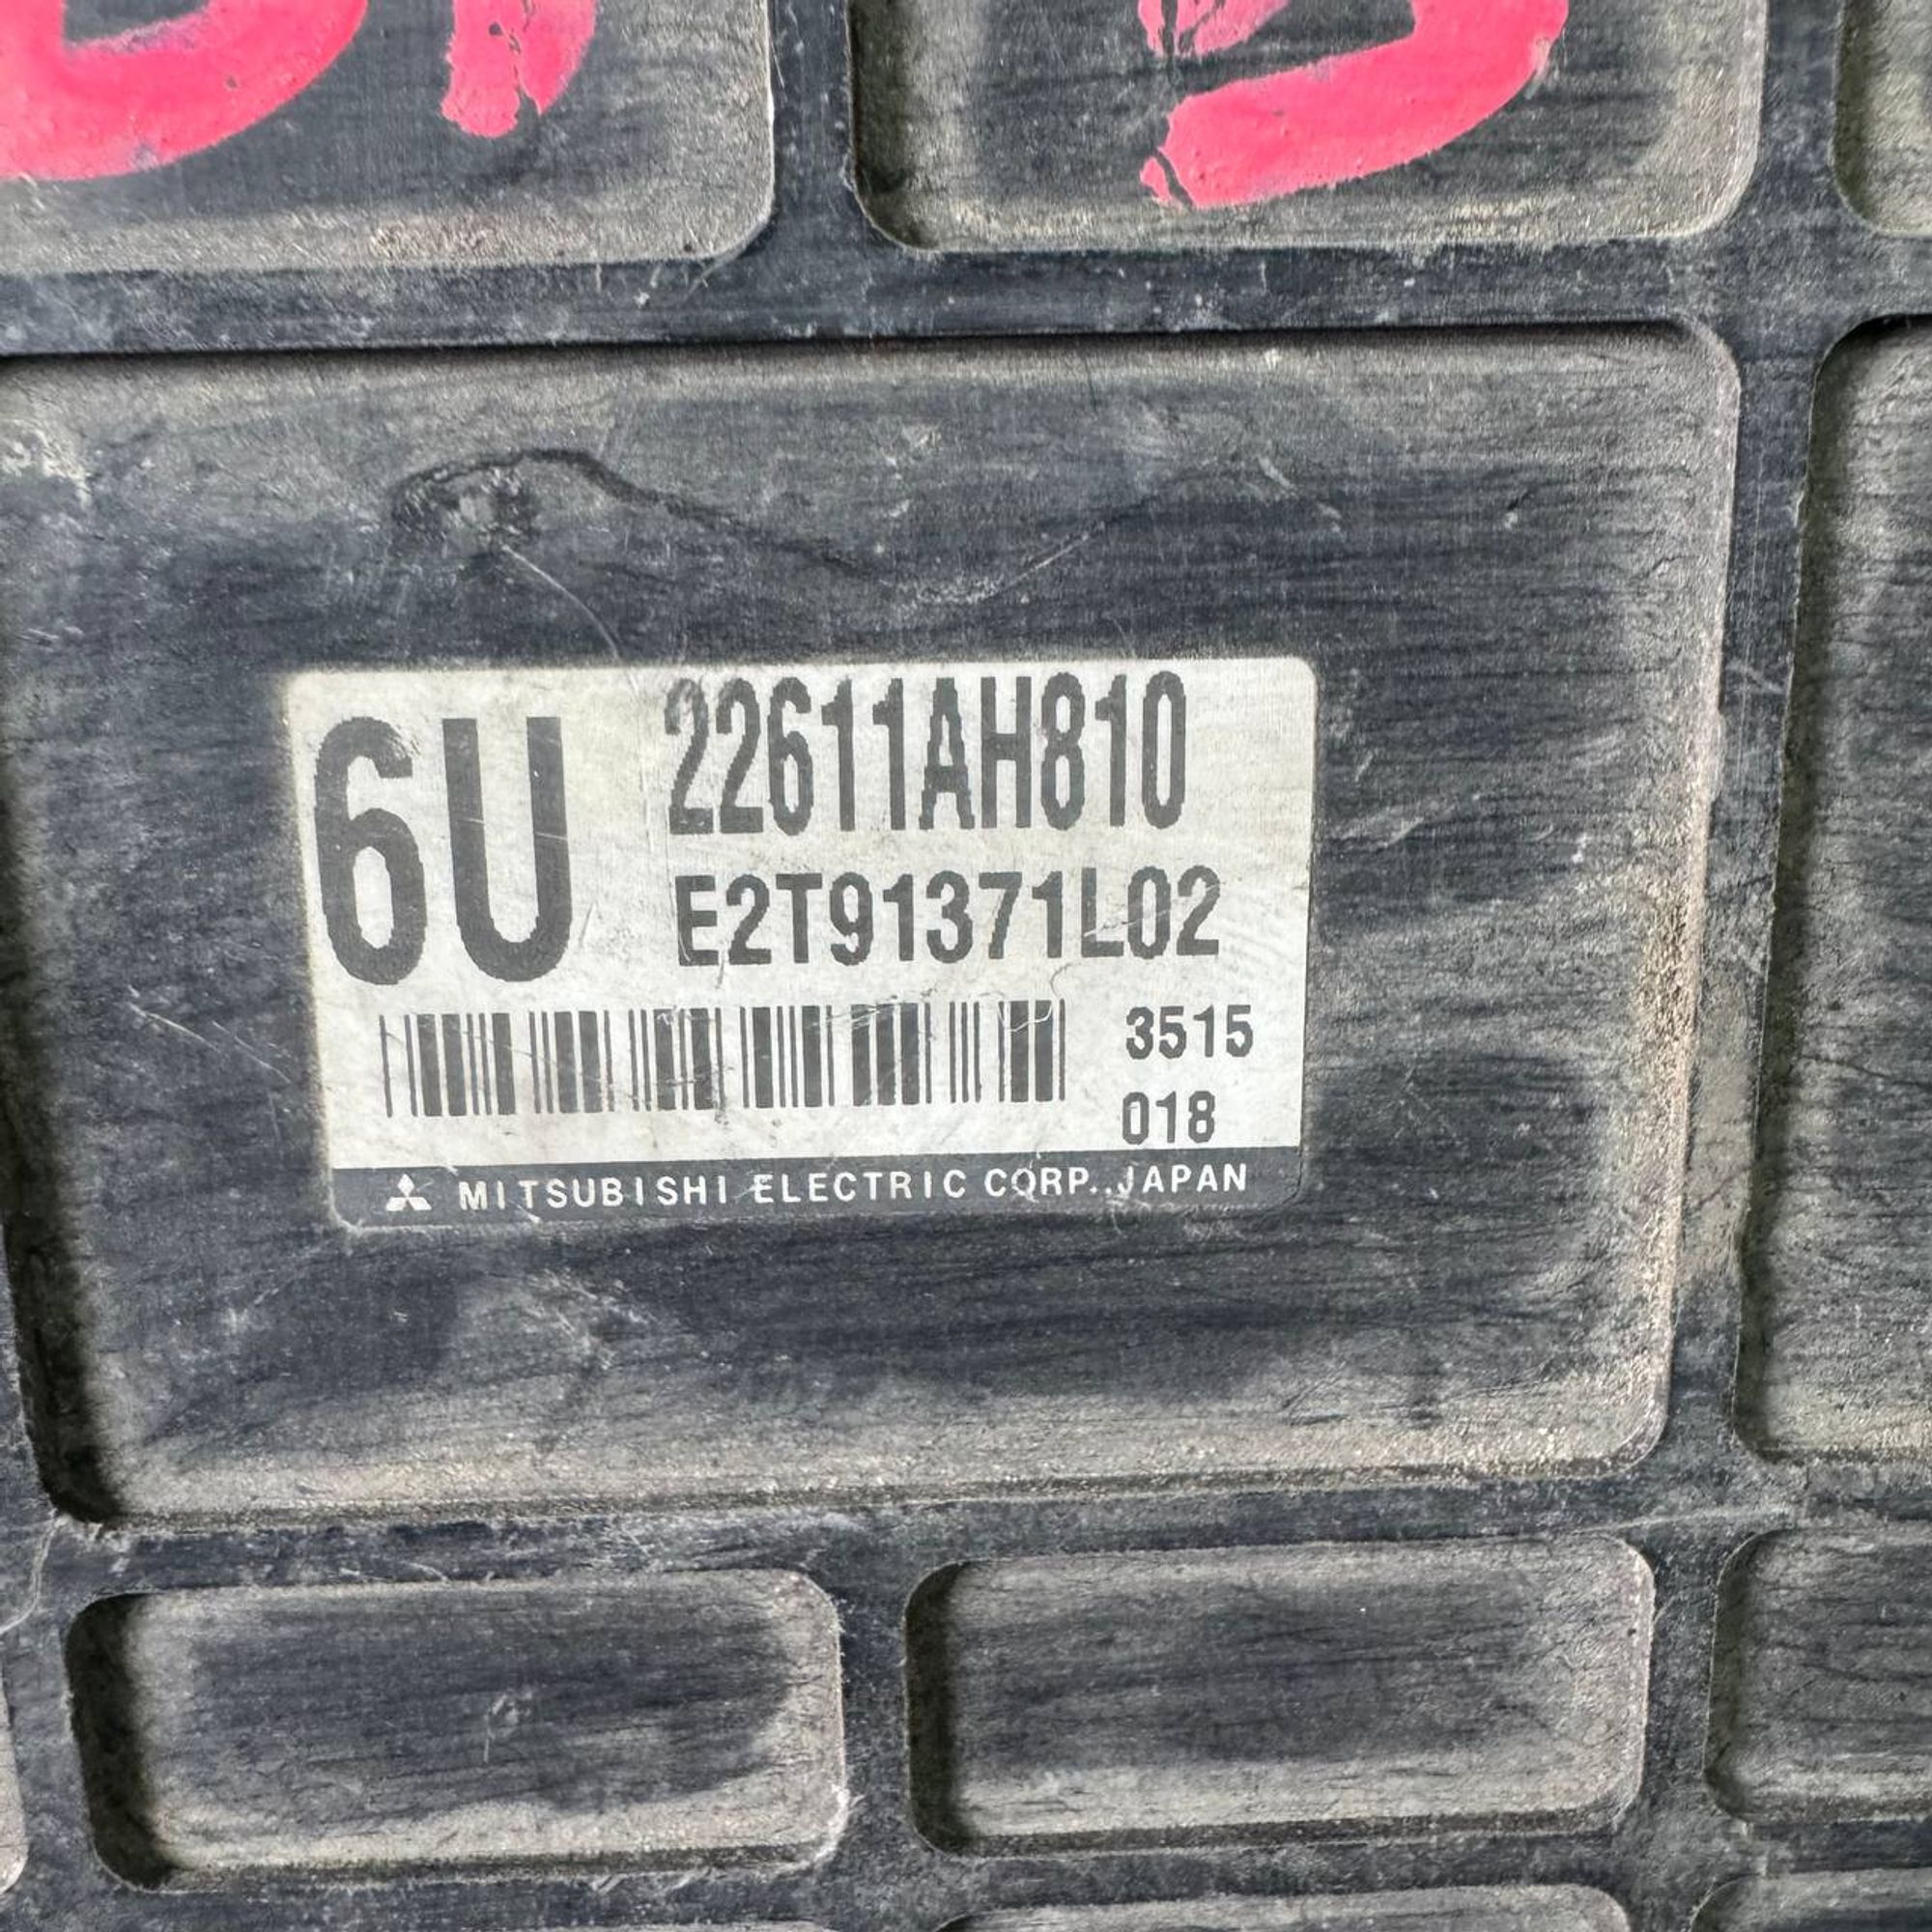 6U
22611AH810
E2T91371L02
3515
018
MITSUBISHI ELECTRIC CORP..JAPAN